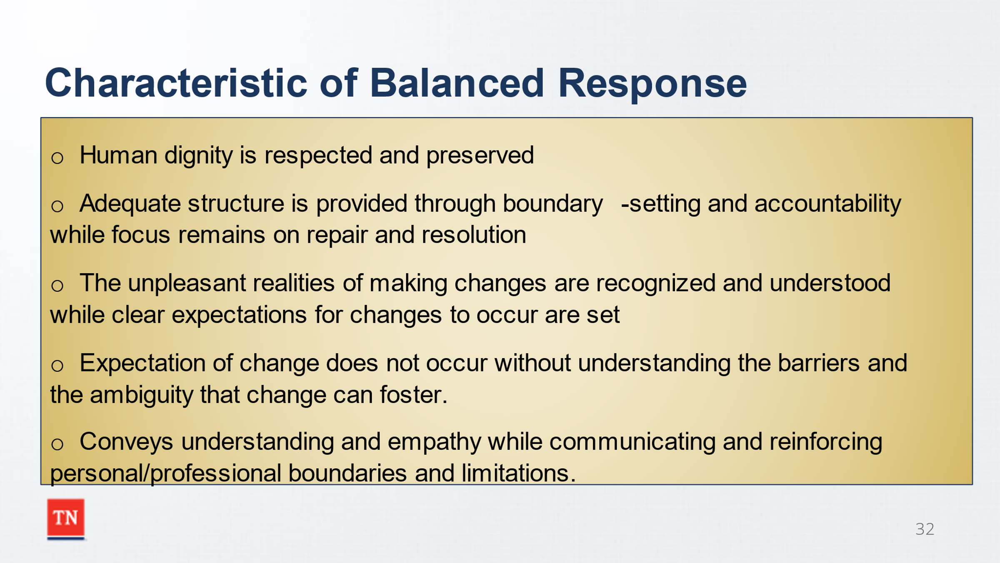 Characteristic of Balanced Response
o Human dignity is respected and preserved
o Adequate structure is provided through boundary -setting and accountability
while focus remains on repair and resolution
o The unpleasant realities of making changes are recognized and understood
while clear expectations for changes to occur are set
o Expectation of change does not occur without understanding the barriers and
the ambiguity that change can foster.
o Conveys understanding and empathy while communicating and reinforcing
personal/professional boundaries and limitations.
TN
32